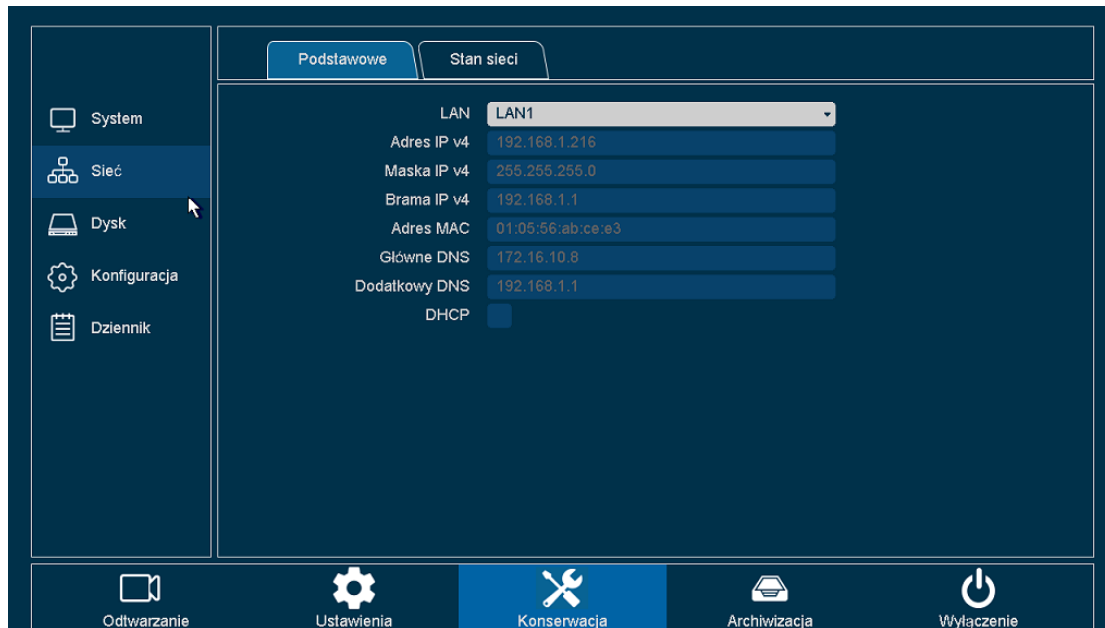 Podstawowe
Stan sieci
System
Sieć
Dysk
Konfiguracja
Dziennik
LAN LAN1
Adres IP v4 192.168.1.216
Maska IP v4 255.255.255.0
Brama IP v4 192.168.1.1
Adres MAC 01:05:56:ab:ce:e3
Główne DNS 172.16.10.8
Dodatkowy DNS 192.168.1.1
DHCP
Odtwarzanie
Ustawienia
Konserwacja
Archiwizacja
Wyłączenie